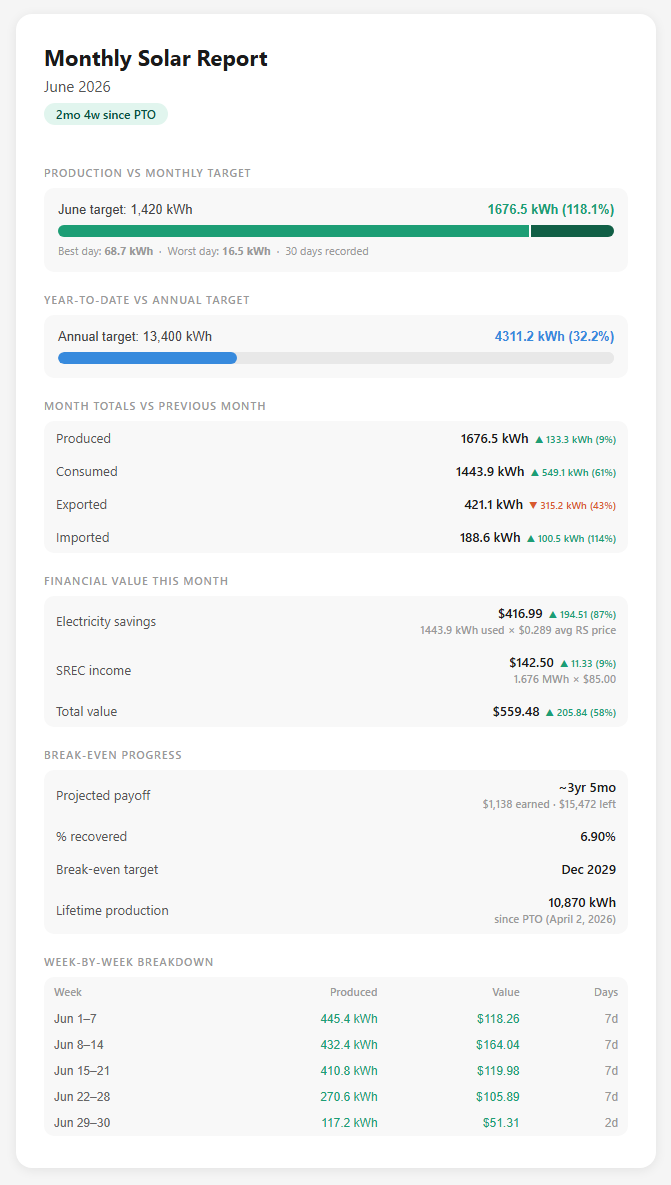 Monthly Solar Report
June 2026
2mo 4w since PTO
PRODUCTION VS MONTHLY TARGET
June target: 1,420 kWh 1676.5 kWh (118.1%)
Best day: 68.7 kWh · Worst day: 16.5 kWh · 30 days recorded
YEAR-TO-DATE VS ANNUAL TARGET
Annual target: 13,400 kWh 4311.2 kWh (32.2%)
MONTH TOTALS VS PREVIOUS MONTH
Produced 1676.5 kWh ▲ 133.3 kWh (9%)
Consumed 1443.9 kWh ▲ 549.1 kWh (61%)
Exported 421.1 kWh ▼ 315.2 kWh (43%)
Imported 188.6 kWh ▲ 100.5 kWh (114%)
FINANCIAL VALUE THIS MONTH
Electricity savings $416.99 ▲ 194.51 (87%)
1443.9 kWh used × $0.289 avg RS price
SREC income $142.50 ▲ 11.33 (9%)
1.676 MWh × $85.00
Total value $559.48 ▲ 205.84 (58%)
BREAK-EVEN PROGRESS
Projected payoff ~3yr 5mo
$1,138 earned · $15,472 left
% recovered 6.90%
Break-even target Dec 2029
Lifetime production 10,870 kWh
since PTO (April 2, 2026)
WEEK-BY-WEEK BREAKDOWN
Week Produced Value Days
Jun 1–7 445.4 kWh $118.26 7d
Jun 8–14 432.4 kWh $164.04 7d
Jun 15–21 410.8 kWh $119.98 7d
Jun 22–28 270.6 kWh $105.89 7d
Jun 29–30 117.2 kWh $51.31 2d